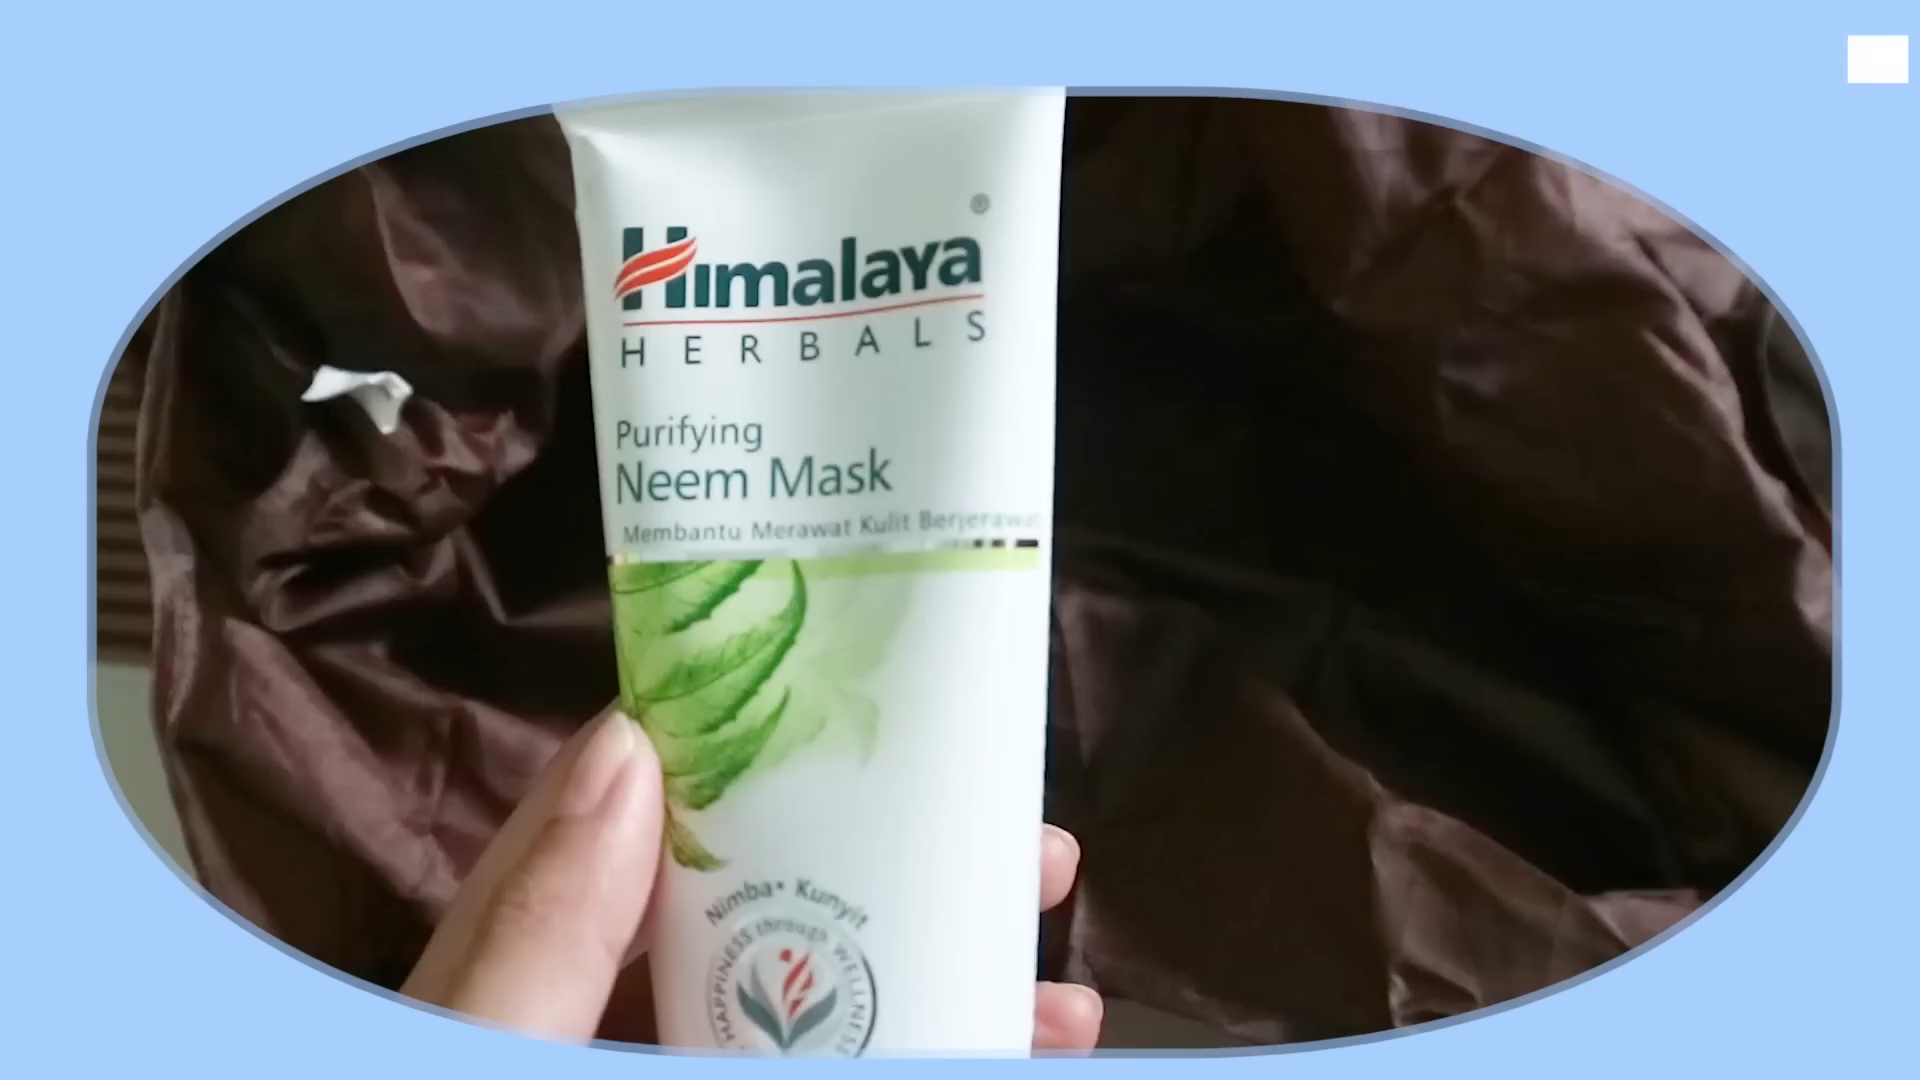 ®
Himalaya
HERBALS
Purifying
Neem Mask
Membantu Merawat Kulit Berjerawat
Nimba • Kunyit
HAPPINESS through WELLNESS